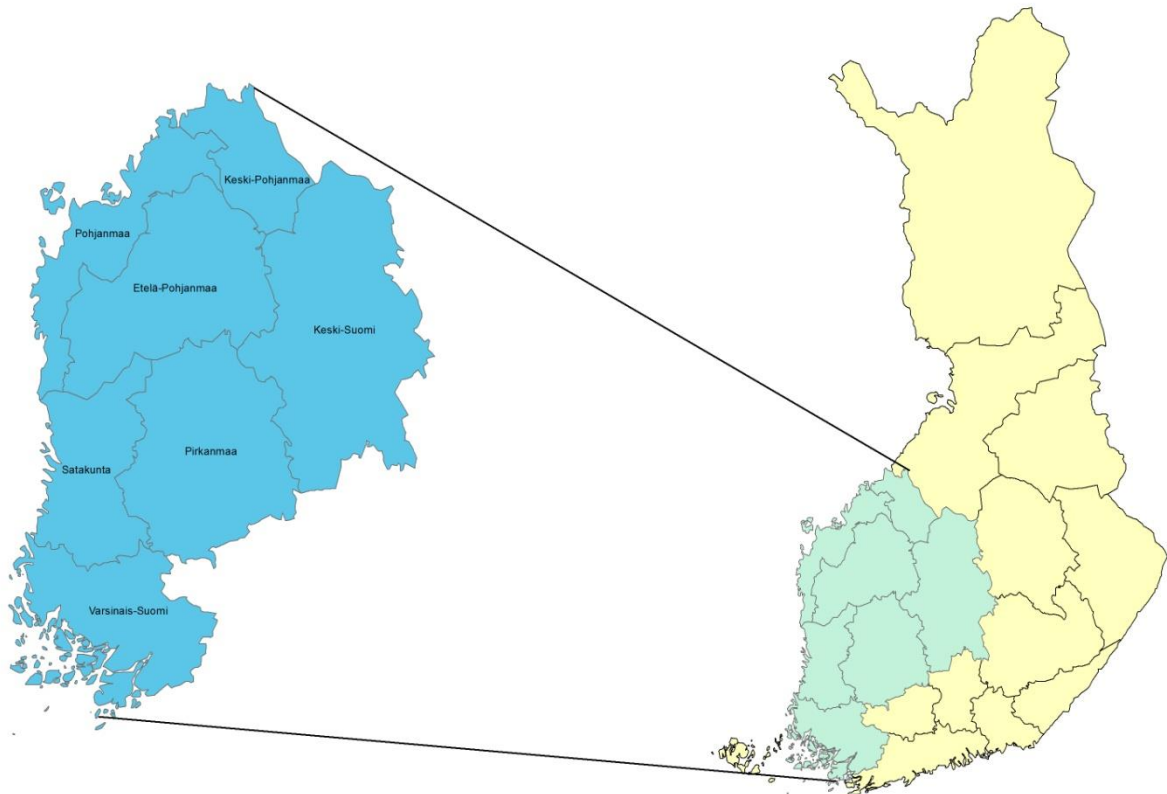 Keski-Pohjanmaa
Pohjanmaa
Etelä-Pohjanmaa
Keski-Suomi
Pirkanmaa
Satakunta
Varsinais-Suomi